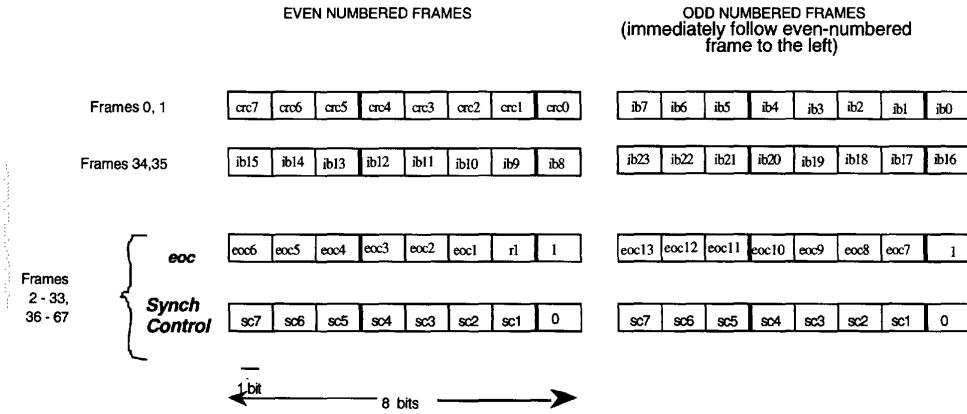 EVEN NUMBERED FRAMES
ODD NUMBERED FRAMES
(immediately follow even-numbered
frame to the left)
Frames 0, 1
crc7 crc6 crc5 crc4 crc3 crc2 crc1 crc0
ib7 ib6 ib5 ib4 ib3 ib2 ib1 ib0
Frames 34,35
ib15 ib14 ib13 ib12 ib11 ib10 ib9 ib8
ib23 ib22 ib21 ib20 ib19 ib18 ib17 ib16
Frames
2 - 33,
36 - 67
eoc
eoc6 eoc5 eoc4 eoc3 eoc2 eoc1 r1 1
eoc13 eoc12 eoc11 eoc10 eoc9 eoc8 eoc7 1
Synch
Control
sc7 sc6 sc5 sc4 sc3 sc2 sc1 0
sc7 sc6 sc5 sc4 sc3 sc2 sc1 0
1 bit
8 bits